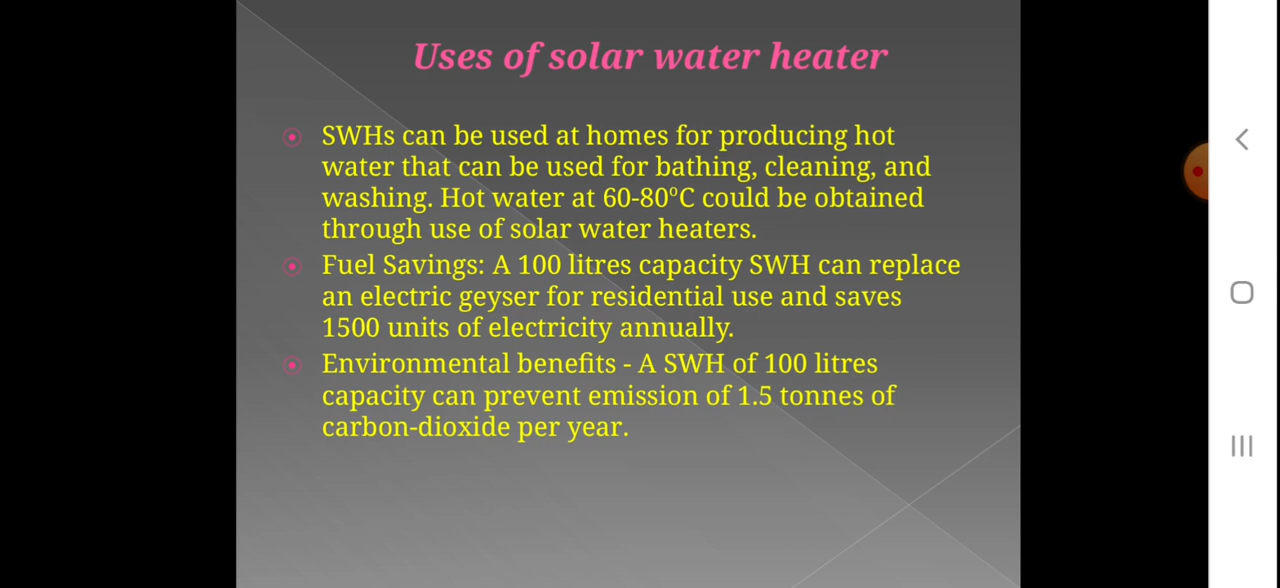 Uses of solar water heater
SWHs can be used at homes for producing hot
water that can be used for bathing, cleaning, and
washing. Hot water at 60-80°C could be obtained
through use of solar water heaters.
Fuel Savings: A 100 litres capacity SWH can replace
an electric geyser for residential use and saves
1500 units of electricity annually.
Environmental benefits - A SWH of 100 litres
capacity can prevent emission of 1.5 tonnes of
carbon-dioxide per year.